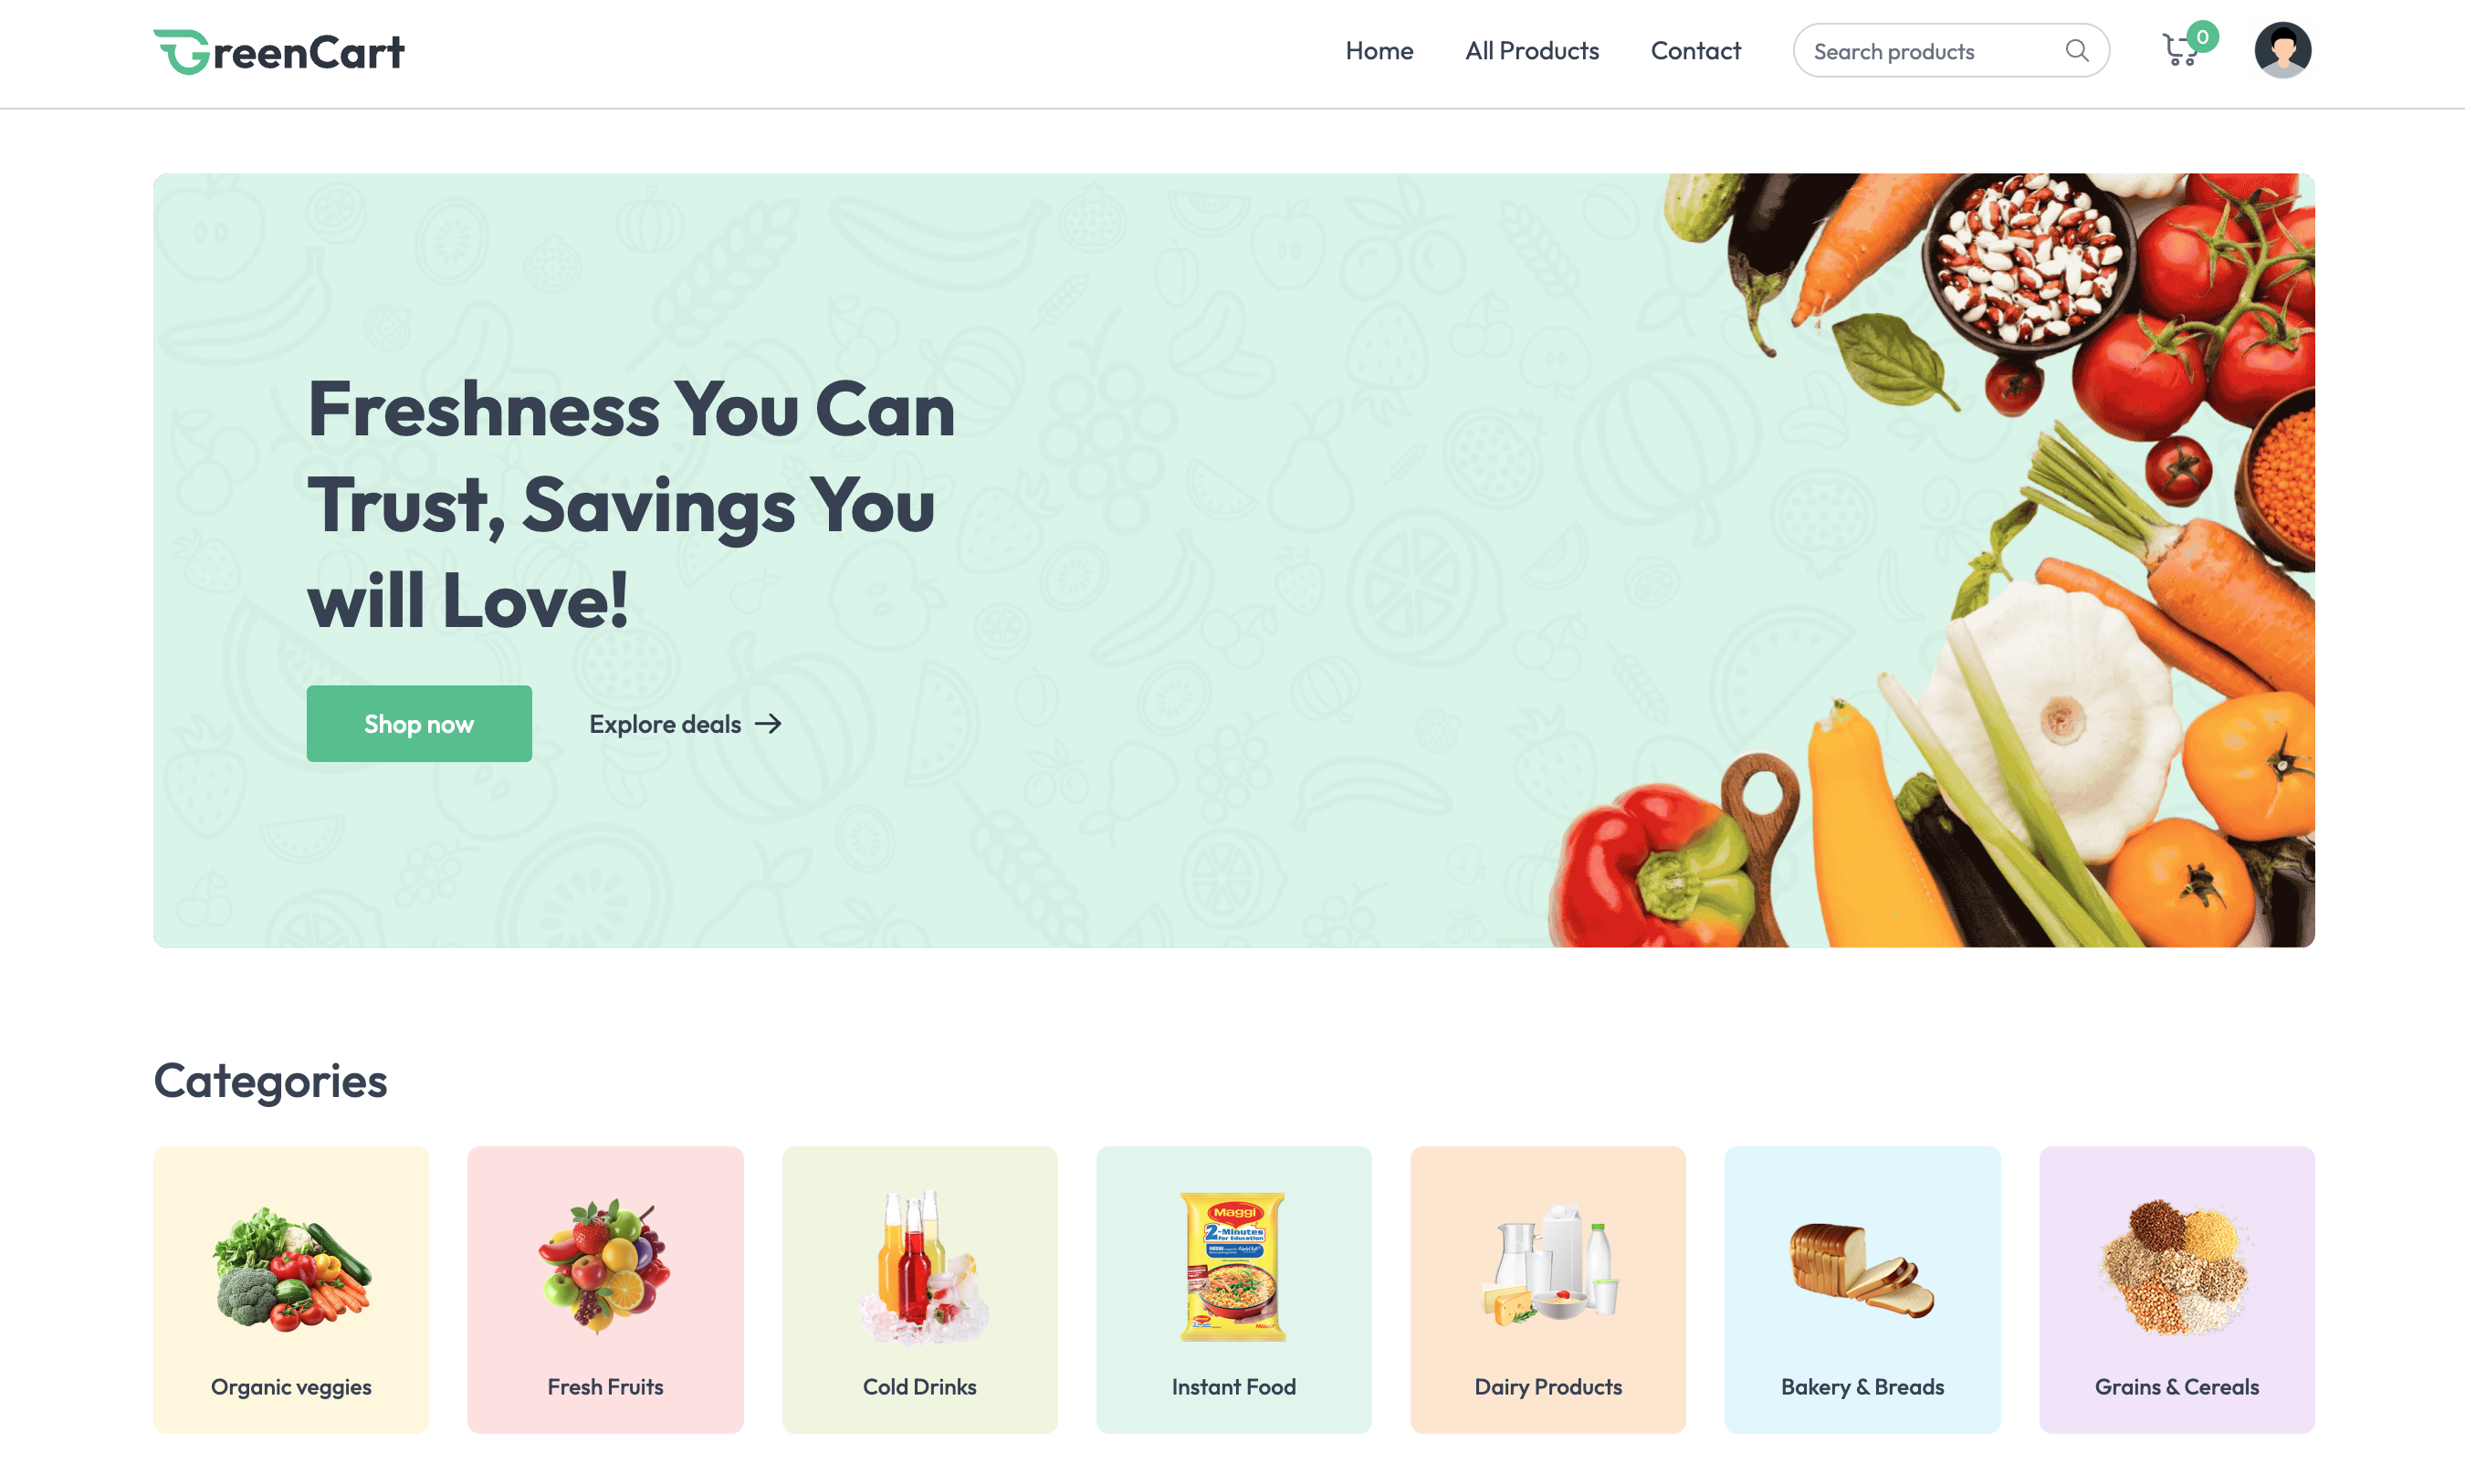 GreenCart
Home
All Products
Contact
Search products
0
Freshness You Can
Trust, Savings You
will Love!
Shop now
Explore deals
Categories
Maggi
2-Minutes
for Education
Organic veggies
Fresh Fruits
Cold Drinks
Instant Food
Dairy Products
Bakery & Breads
Grains & Cereals